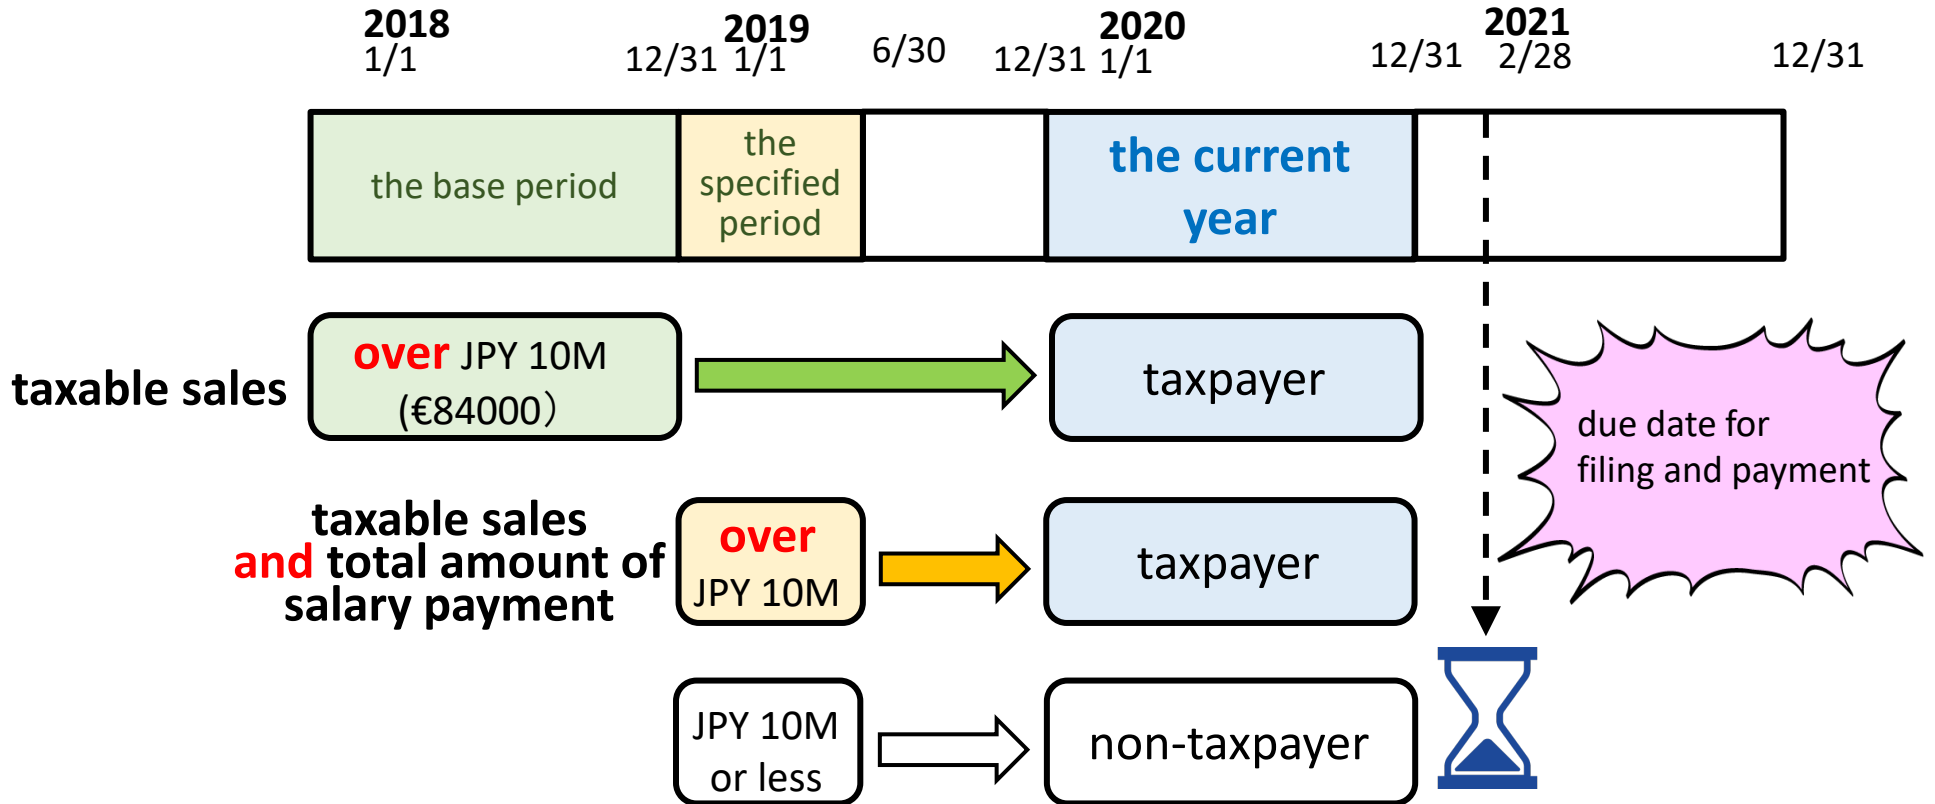 2018
2019
2020
2021
1/1
12/31
1/1
6/30
12/31
1/1
12/31
2/28
12/31
the base period
the
specified
period
the current
year
taxable sales
over JPY 10M
(€84000）
taxpayer
due date for
filing and payment
taxable sales
and total amount of
salary payment
over
JPY 10M
taxpayer
JPY 10M
or less
non-taxpayer